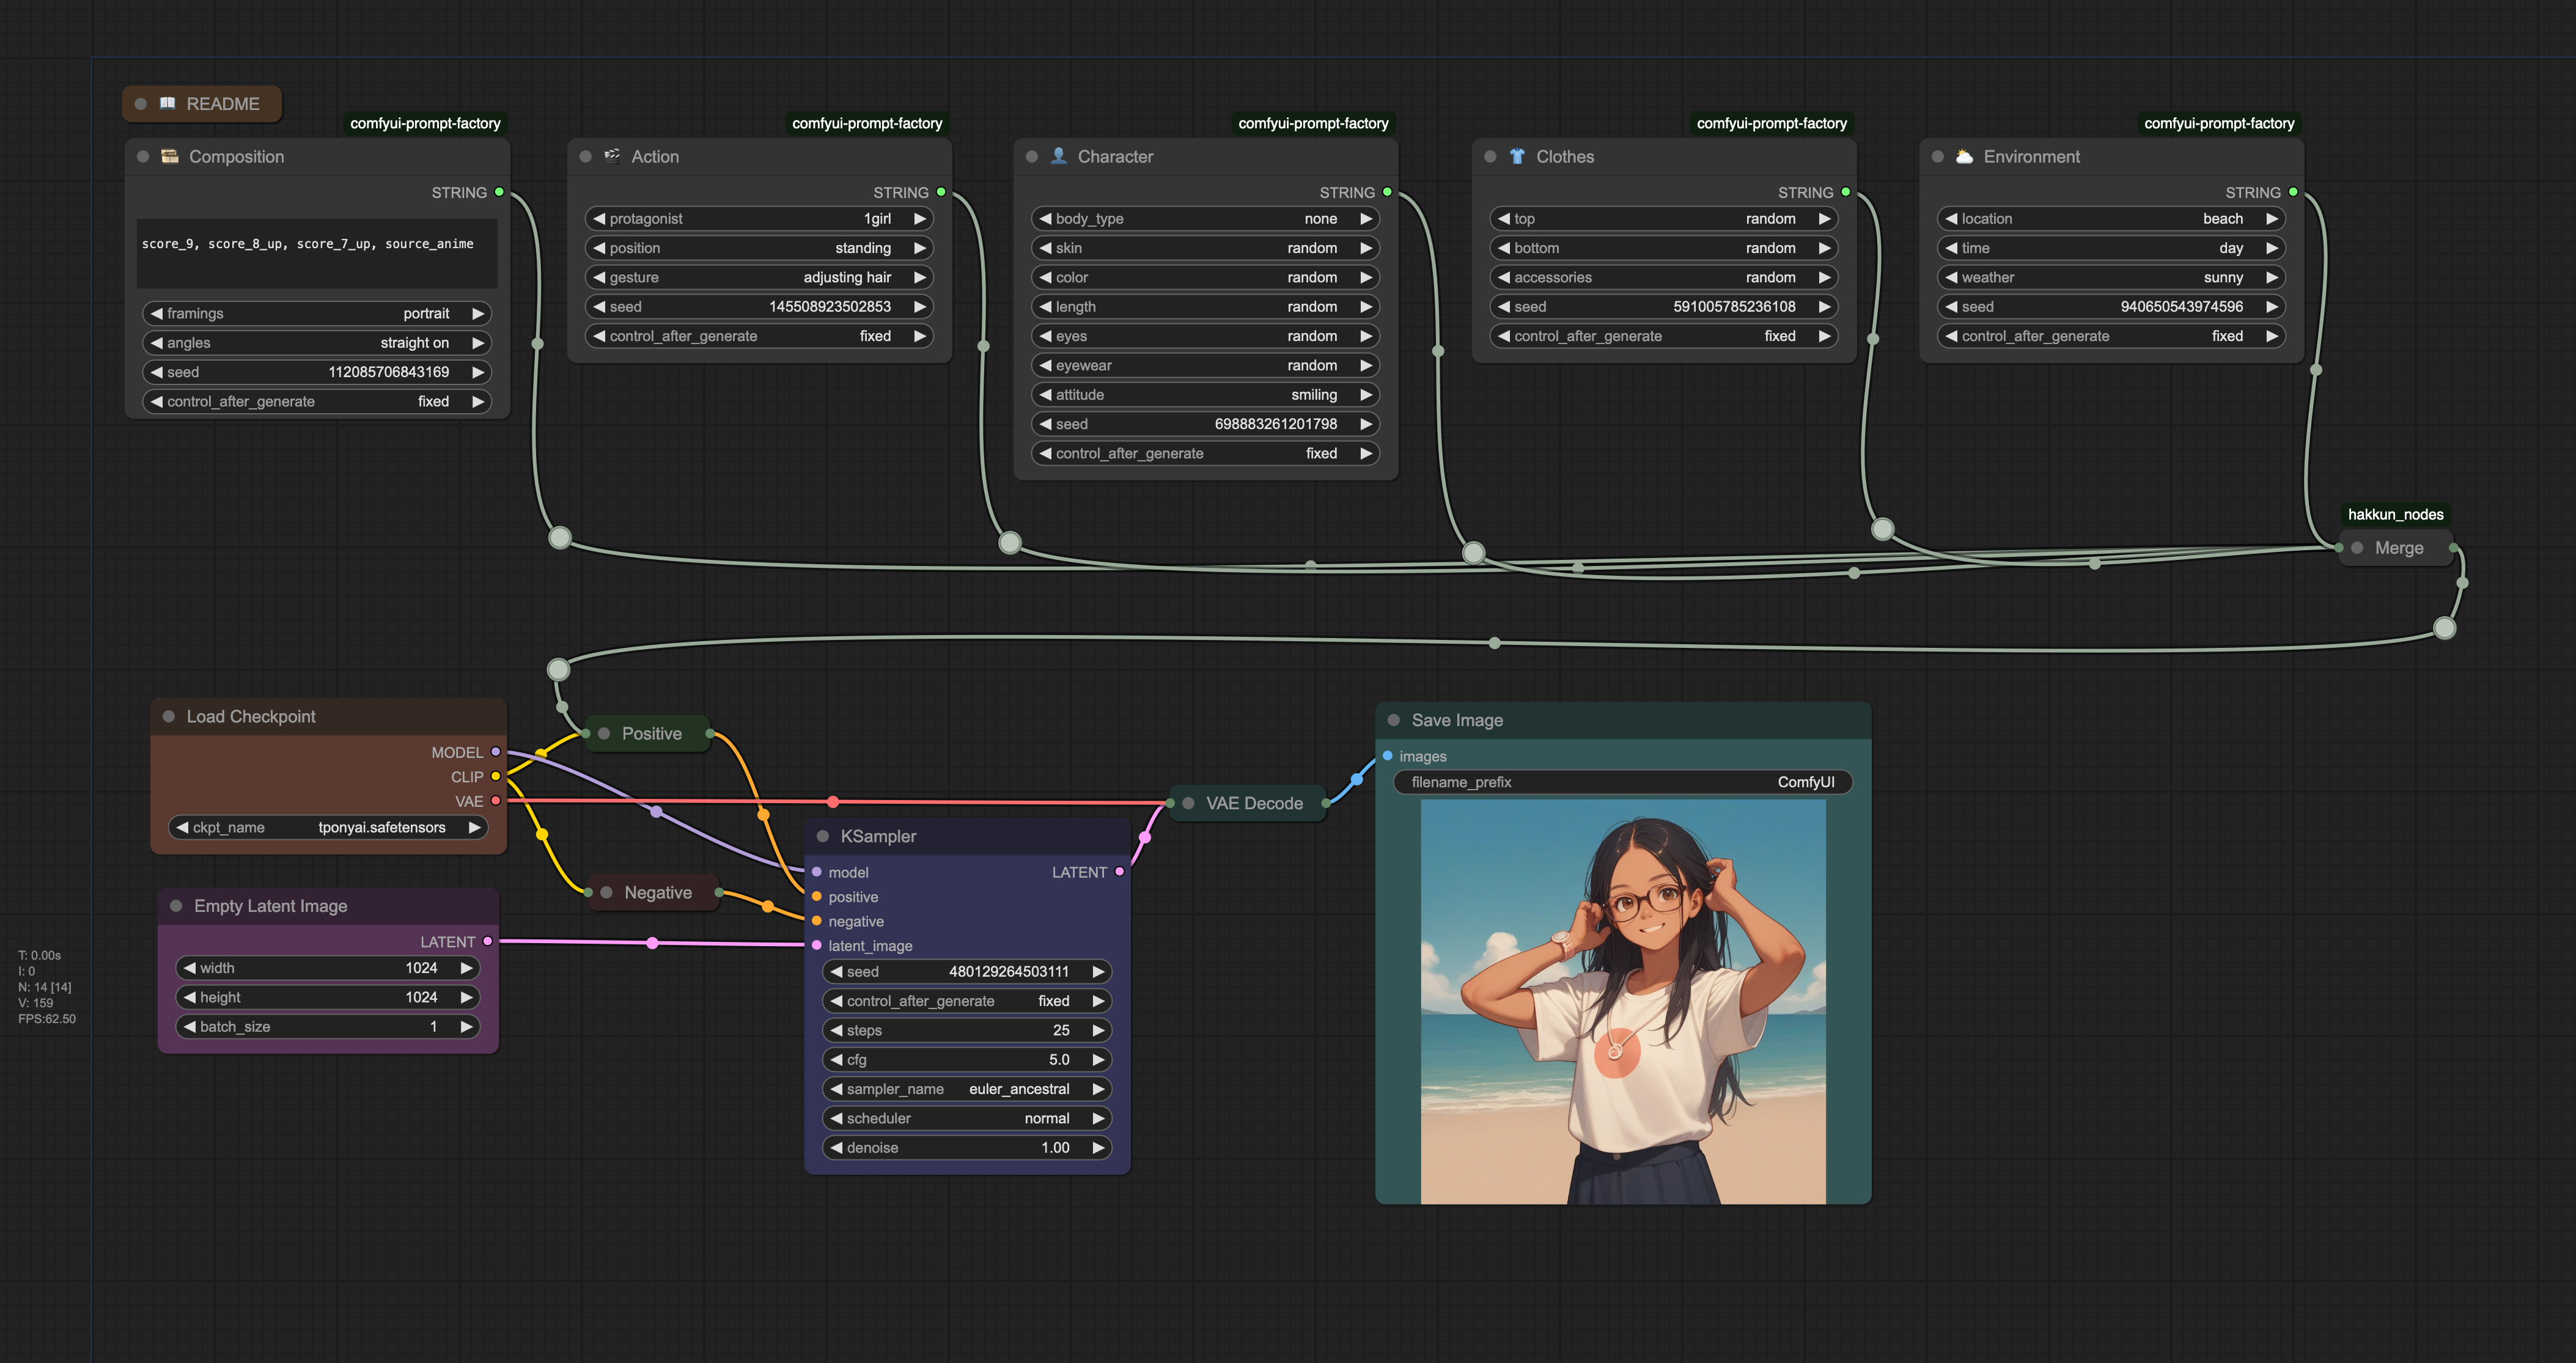 README
comfyui-prompt-factory
Composition
STRING
score_9, score_8_up, score_7_up, source_anime
framings portrait
angles straight on
seed 112085706843169
control_after_generate fixed
comfyui-prompt-factory
Action
STRING
protagonist 1girl
position standing
gesture adjusting hair
seed 145508923502853
control_after_generate fixed
comfyui-prompt-factory
Character
STRING
body_type none
skin random
color random
length random
eyes random
eyewear random
attitude smiling
seed 698883261201798
control_after_generate fixed
comfyui-prompt-factory
Clothes
STRING
top random
bottom random
accessories random
seed 591005785236108
control_after_generate fixed
comfyui-prompt-factory
Environment
STRING
location beach
time day
weather sunny
seed 940650543974596
control_after_generate fixed
hakkun_nodes
Merge
Load Checkpoint
MODEL
CLIP
VAE
ckpt_name tponyai.safetensors
Positive
Negative
Empty Latent Image
LATENT
width 1024
height 1024
batch_size 1
KSampler
model LATENT
positive
negative
latent_image
seed 480129264503111
control_after_generate fixed
steps 25
cfg 5.0
sampler_name euler_ancestral
scheduler normal
denoise 1.00
VAE Decode
Save Image
images
filename_prefix ComfyUI
T: 0.00s
I: 0
N: 14 [14]
V: 159
FPS:62.50